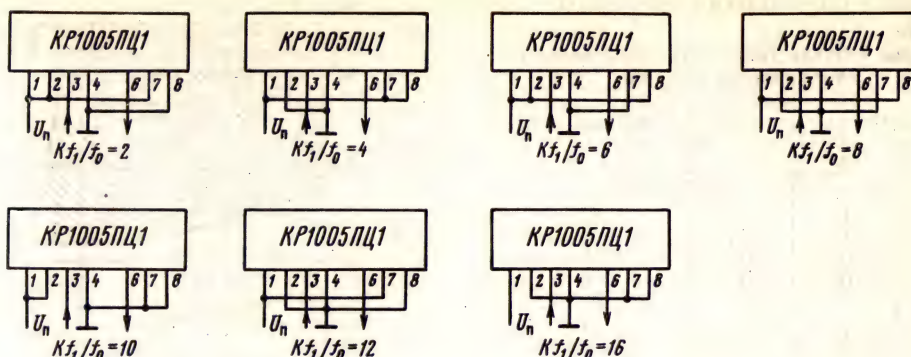 КР1005ПЦ1 КР1005ПЦ1 КР1005ПЦ1 КР1005ПЦ1
1 2 3 4 6 7 8 1 2 3 4 6 7 8 1 2 3 4 6 7 8 1 2 3 4 6 7 8
Uп Uп Uп Uп
Kf₁/f₀=2 Kf₁/f₀=4 Kf₁/f₀=6 Kf₁/f₀=8
КР1005ПЦ1 КР1005ПЦ1 КР1005ПЦ1
1 2 3 4 6 7 8 1 2 3 4 6 7 8 1 2 3 4 6 7 8
Uп Uп Uп
Kf₁/f₀=10 Kf₁/f₀=12 Kf₁/f₀=16